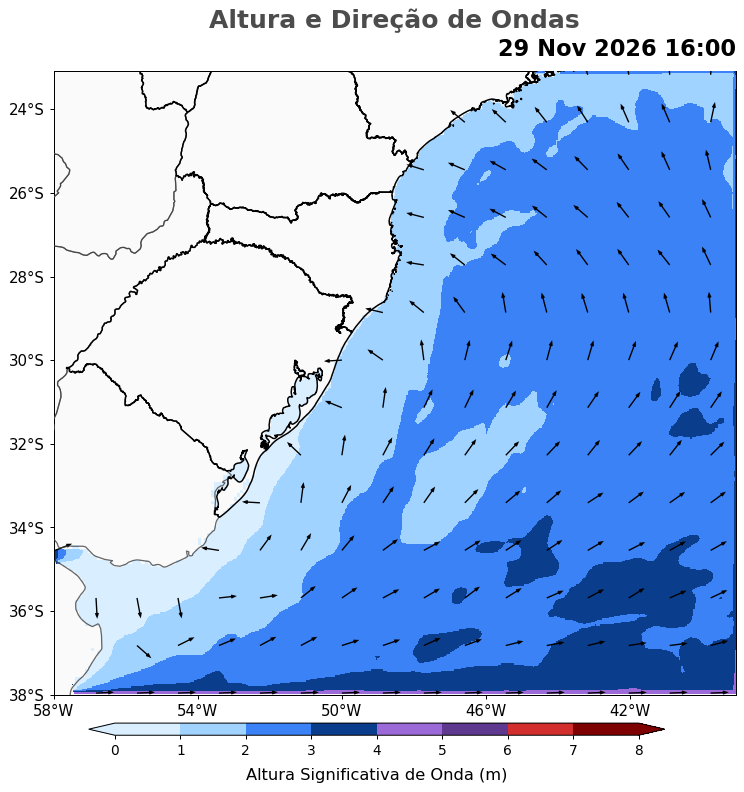 Altura e Direção de Ondas
29 Nov 2026 16:00
24°S
26°S
28°S
30°S
32°S
34°S
36°S
38°S
58°W 54°W 50°W 46°W 42°W
0 1 2 3 4 5 6 7 8
Altura Significativa de Onda (m)